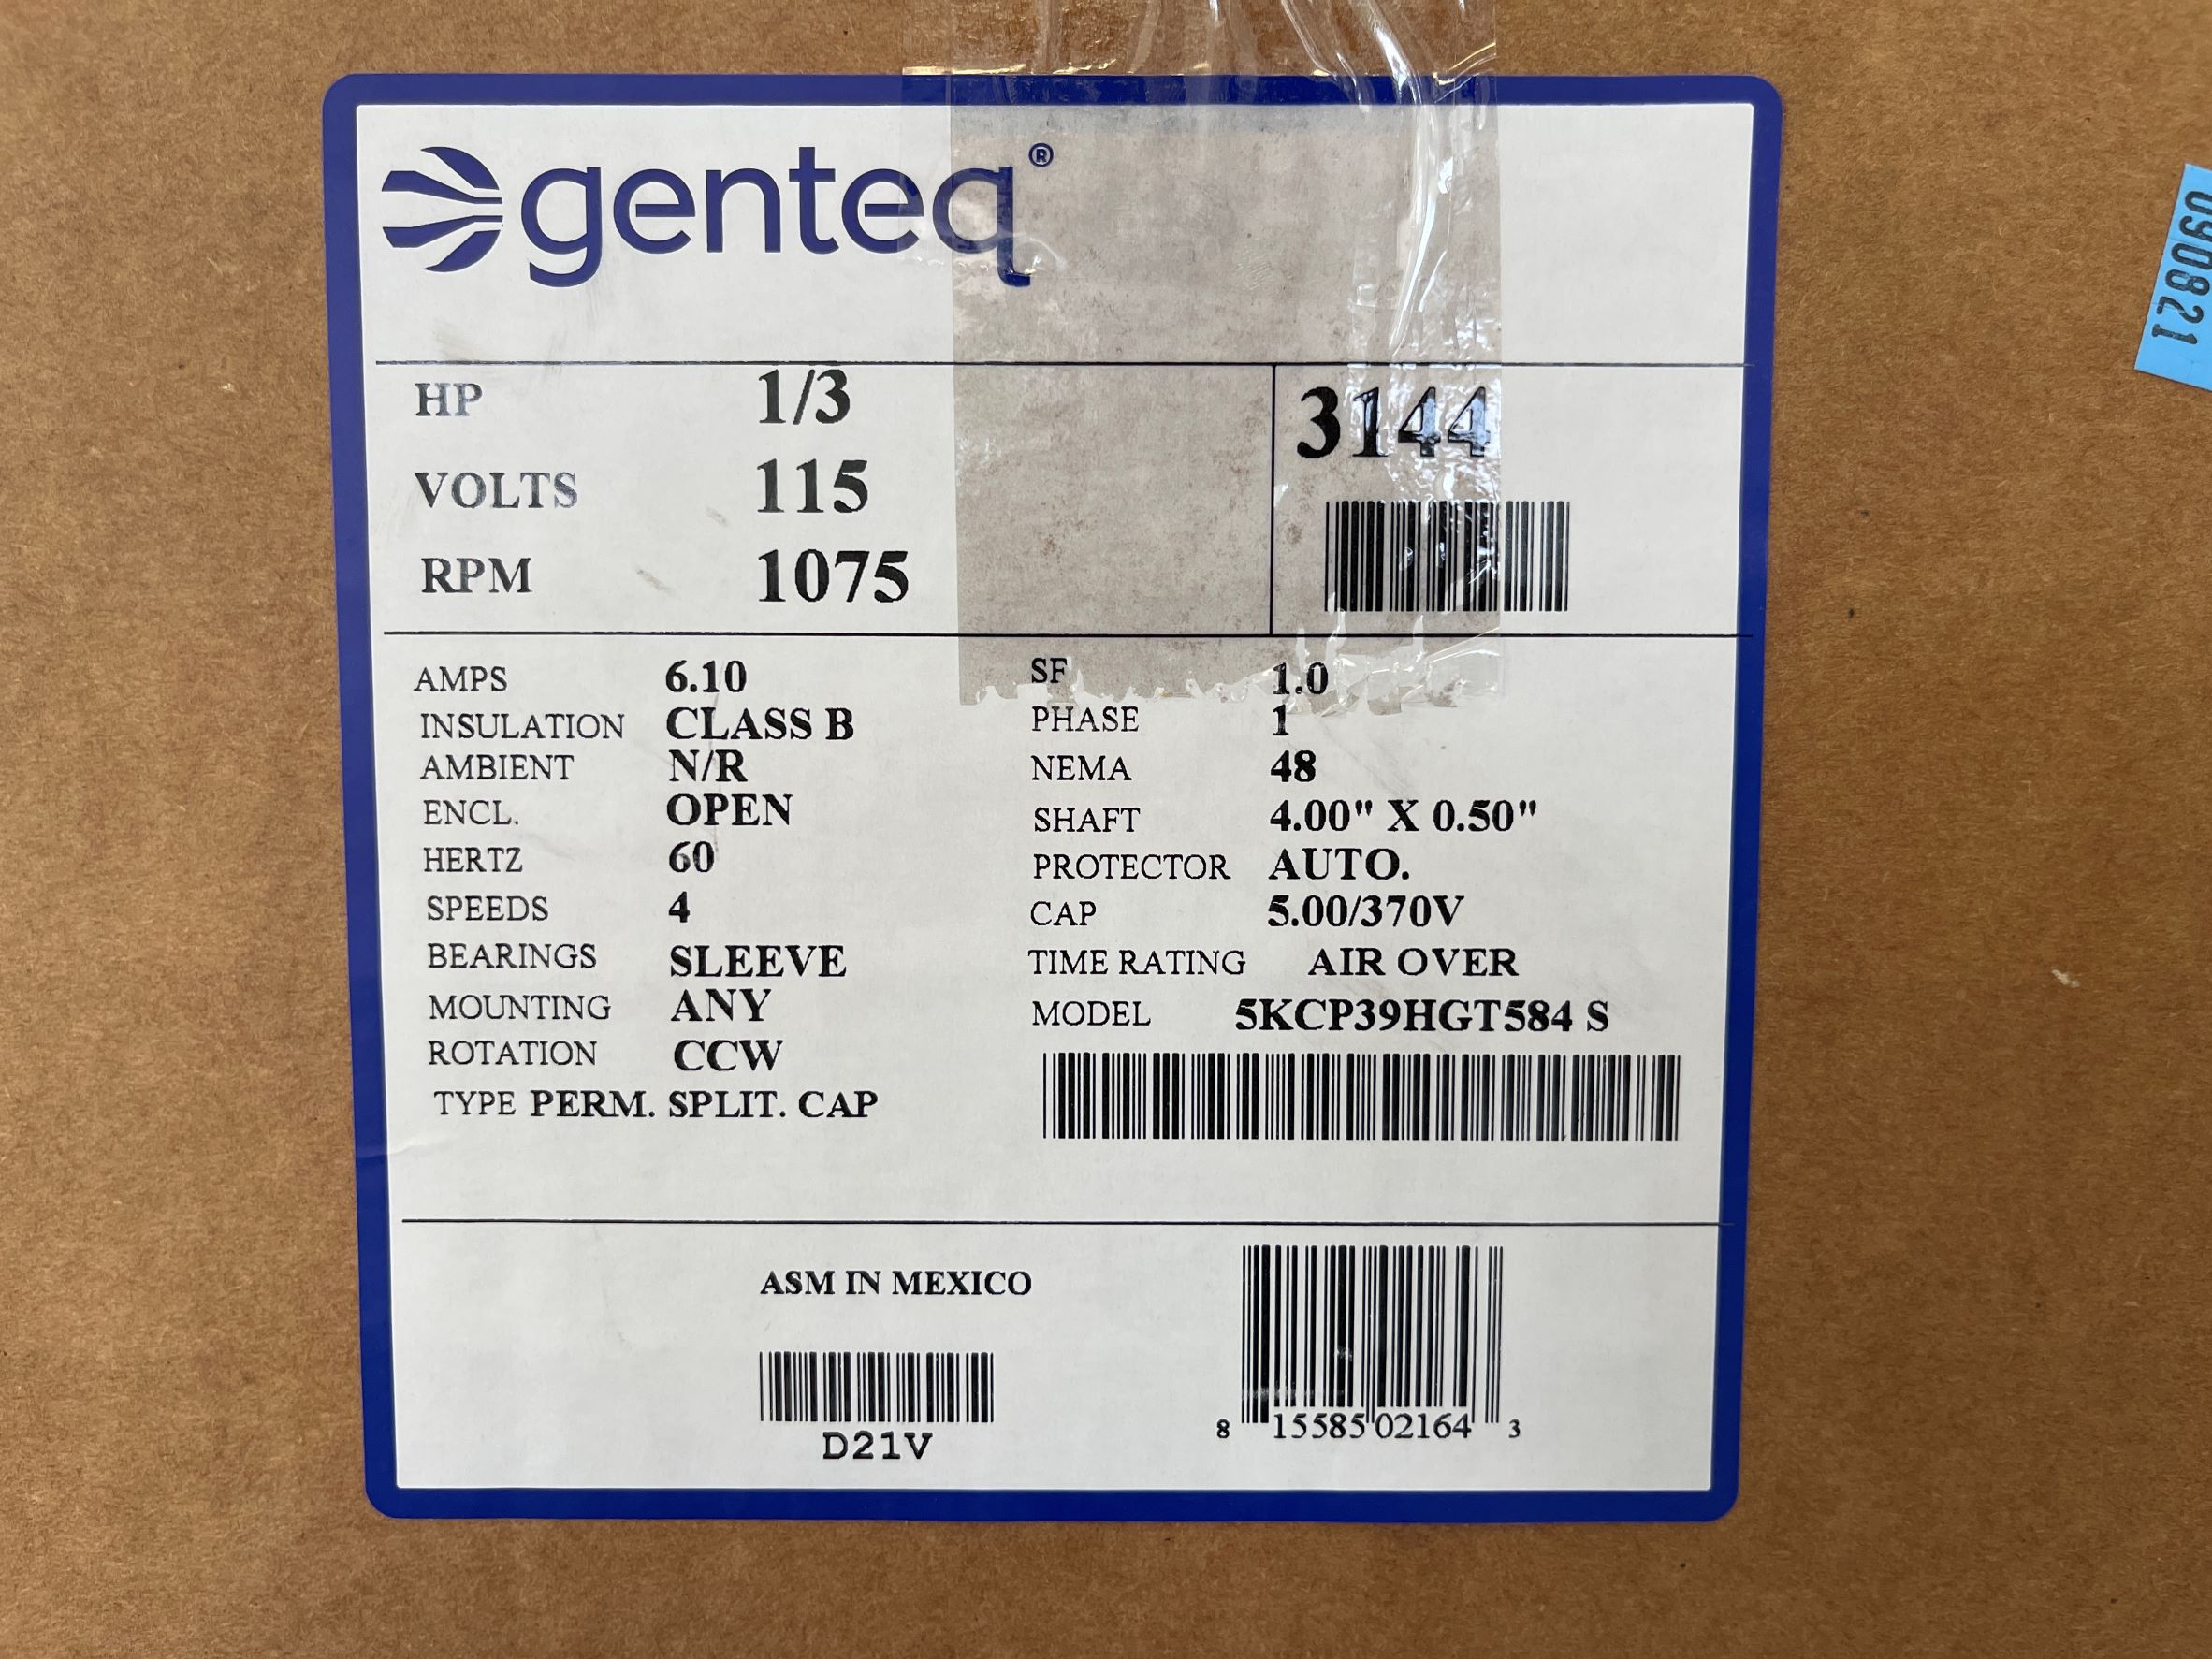 genteq®
HP 1/3
VOLTS 115
RPM 1075
3144
AMPS 6.10
INSULATION CLASS B
AMBIENT N/R
ENCL. OPEN
HERTZ 60
SPEEDS 4
BEARINGS SLEEVE
MOUNTING ANY
ROTATION CCW
TYPE PERM. SPLIT. CAP
SF 1.0
PHASE 1
NEMA 48
SHAFT 4.00" X 0.50"
PROTECTOR AUTO.
CAP 5.00/370V
TIME RATING AIR OVER
MODEL 5KCP39HGT584 S
ASM IN MEXICO
D21V
8 15585 02164 3
090821